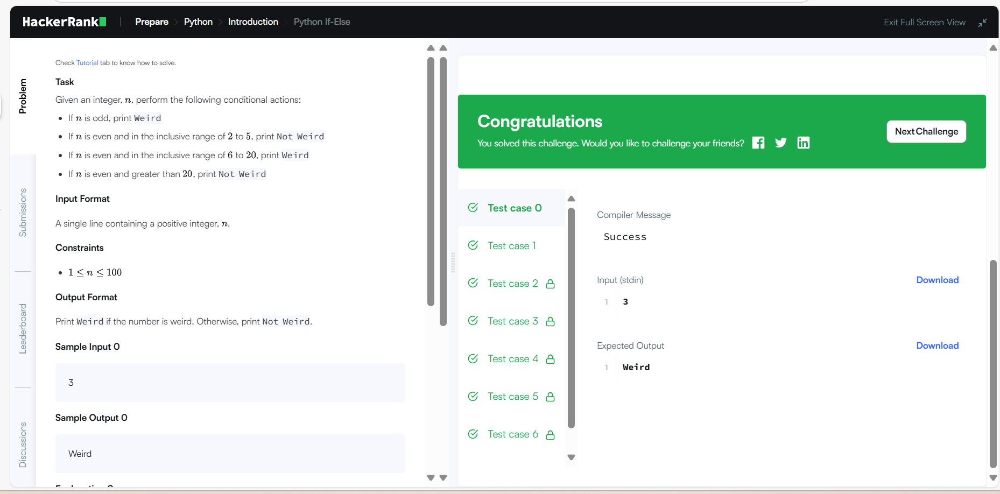 HackerRank | Prepare > Python > Introduction > Python If-Else
Exit Full Screen View
Problem
Submissions
Leaderboard
Discussions
Check Tutorial tab to know how to solve.
Task
Given an integer, n, perform the following conditional actions:
• If n is odd, print Weird
• If n is even and in the inclusive range of 2 to 5, print Not Weird
• If n is even and in the inclusive range of 6 to 20, print Weird
• If n is even and greater than 20, print Not Weird
Input Format
A single line containing a positive integer, n.
Constraints
• 1 ≤ n ≤ 100
Output Format
Print Weird if the number is weird. Otherwise, print Not Weird.
Sample Input 0
3
Sample Output 0
Weird
Congratulations
You solved this challenge. Would you like to challenge your friends?
Next Challenge
Test case 0
Test case 1
Test case 2
Test case 3
Test case 4
Test case 5
Test case 6
Compiler Message
Success
Input (stdin)
Download
1 3
Expected Output
Download
1 Weird